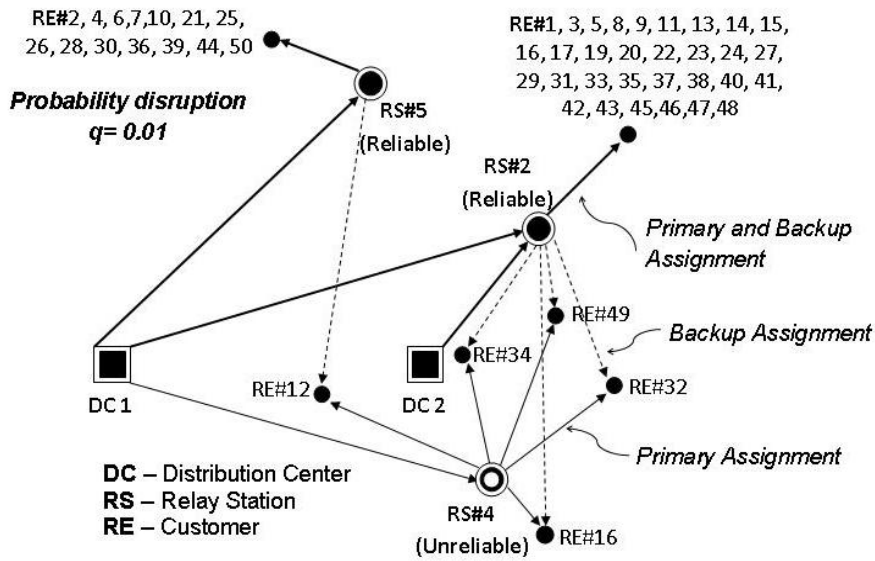 RE#2, 4, 6,7,10, 21, 25,
26, 28, 30, 36, 39, 44, 50
RE#1, 3, 5, 8, 9, 11, 13, 14, 15,
16, 17, 19, 20, 22, 23, 24, 27,
29, 31, 33, 35, 37, 38, 40, 41,
42, 43, 45,46,47,48
Probability disruption
q= 0.01
RS#5
(Reliable)
RS#2
(Reliable)
Primary and Backup
Assignment
RE#49
Backup Assignment
RE#34
RE#12
RE#32
DC 1
DC 2
Primary Assignment
DC – Distribution Center
RS – Relay Station
RE – Customer
RS#4
(Unreliable)
RE#16